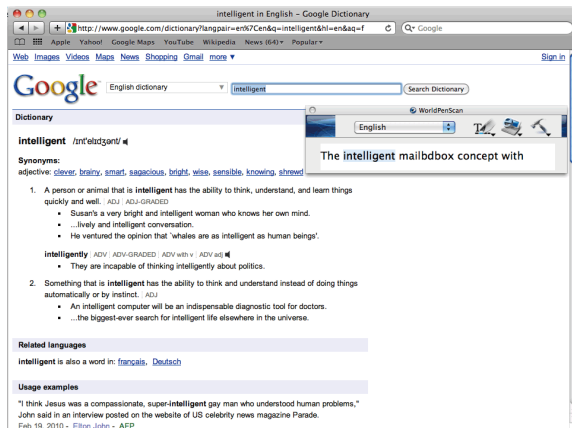 intelligent in English – Google Dictionary
http://www.google.com/dictionary?langpair=en%7Cen&q=intelligent&hl=en&aq=f
Google
Apple Yahoo! Google Maps YouTube Wikipedia News (64) Popular
Web Images Videos Maps News Shopping Gmail more
Sign in
Google
English dictionary
intelligent
Search Dictionary
Dictionary
WorldPenScan
English
The intelligent mailbdbox concept with
intelligent /ɪnt'elɪdʒənt/
Synonyms:
adjective: clever, brainy, smart, sagacious, bright, wise, sensible, knowing, shrewd
1. A person or animal that is intelligent has the ability to think, understand, and learn things
quickly and well. | ADJ | ADJ-GRADED
Susan's a very bright and intelligent woman who knows her own mind.
...lively and intelligent conversation.
He ventured the opinion that `whales are as intelligent as human beings'.
intelligently | ADV | ADV-GRADED | ADV with v | ADV adj
They are incapable of thinking intelligently about politics.
2. Something that is intelligent has the ability to think and understand instead of doing things
automatically or by instinct. | ADJ
An intelligent computer will be an indispensable diagnostic tool for doctors.
...the biggest-ever search for intelligent life elsewhere in the universe.
Related languages
intelligent is also a word in: français, Deutsch
Usage examples
"I think Jesus was a compassionate, super-intelligent gay man who understood human problems,"
John said in an interview posted on the website of US celebrity news magazine Parade.
Feb 19, 2010 - Elton John - AFP